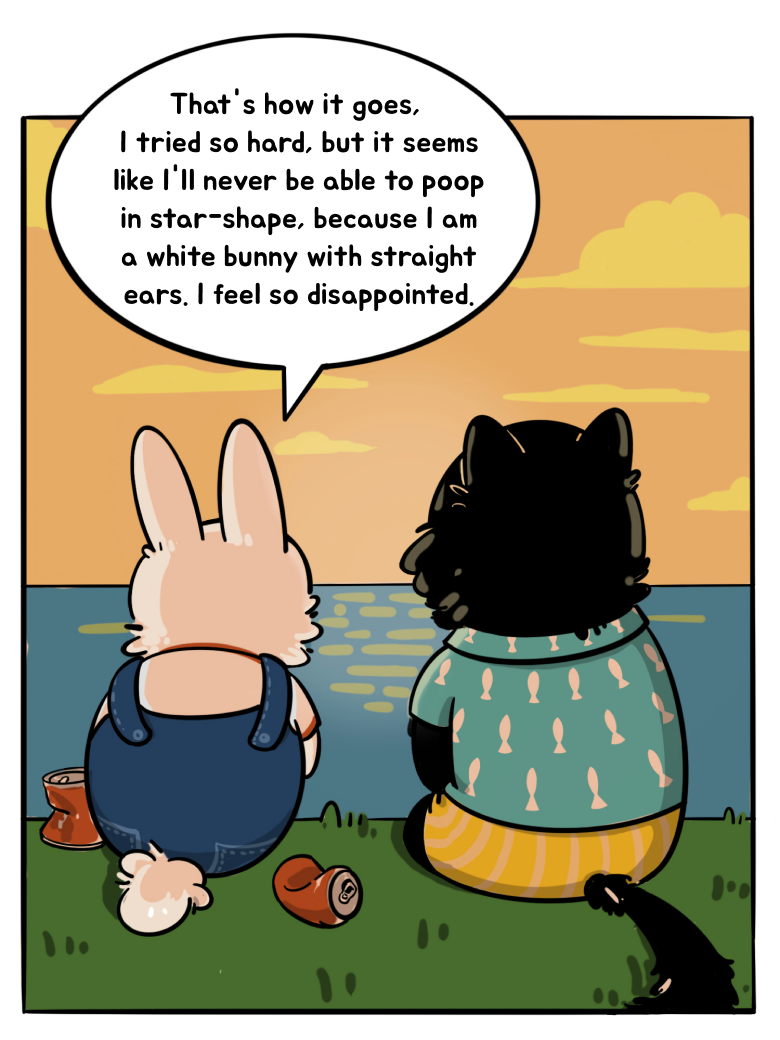 That's how it goes,
I tried so hard, but it seems
like I'll never be able to poop
in star-shape, because I am
a white bunny with straight
ears. I feel so disappointed.